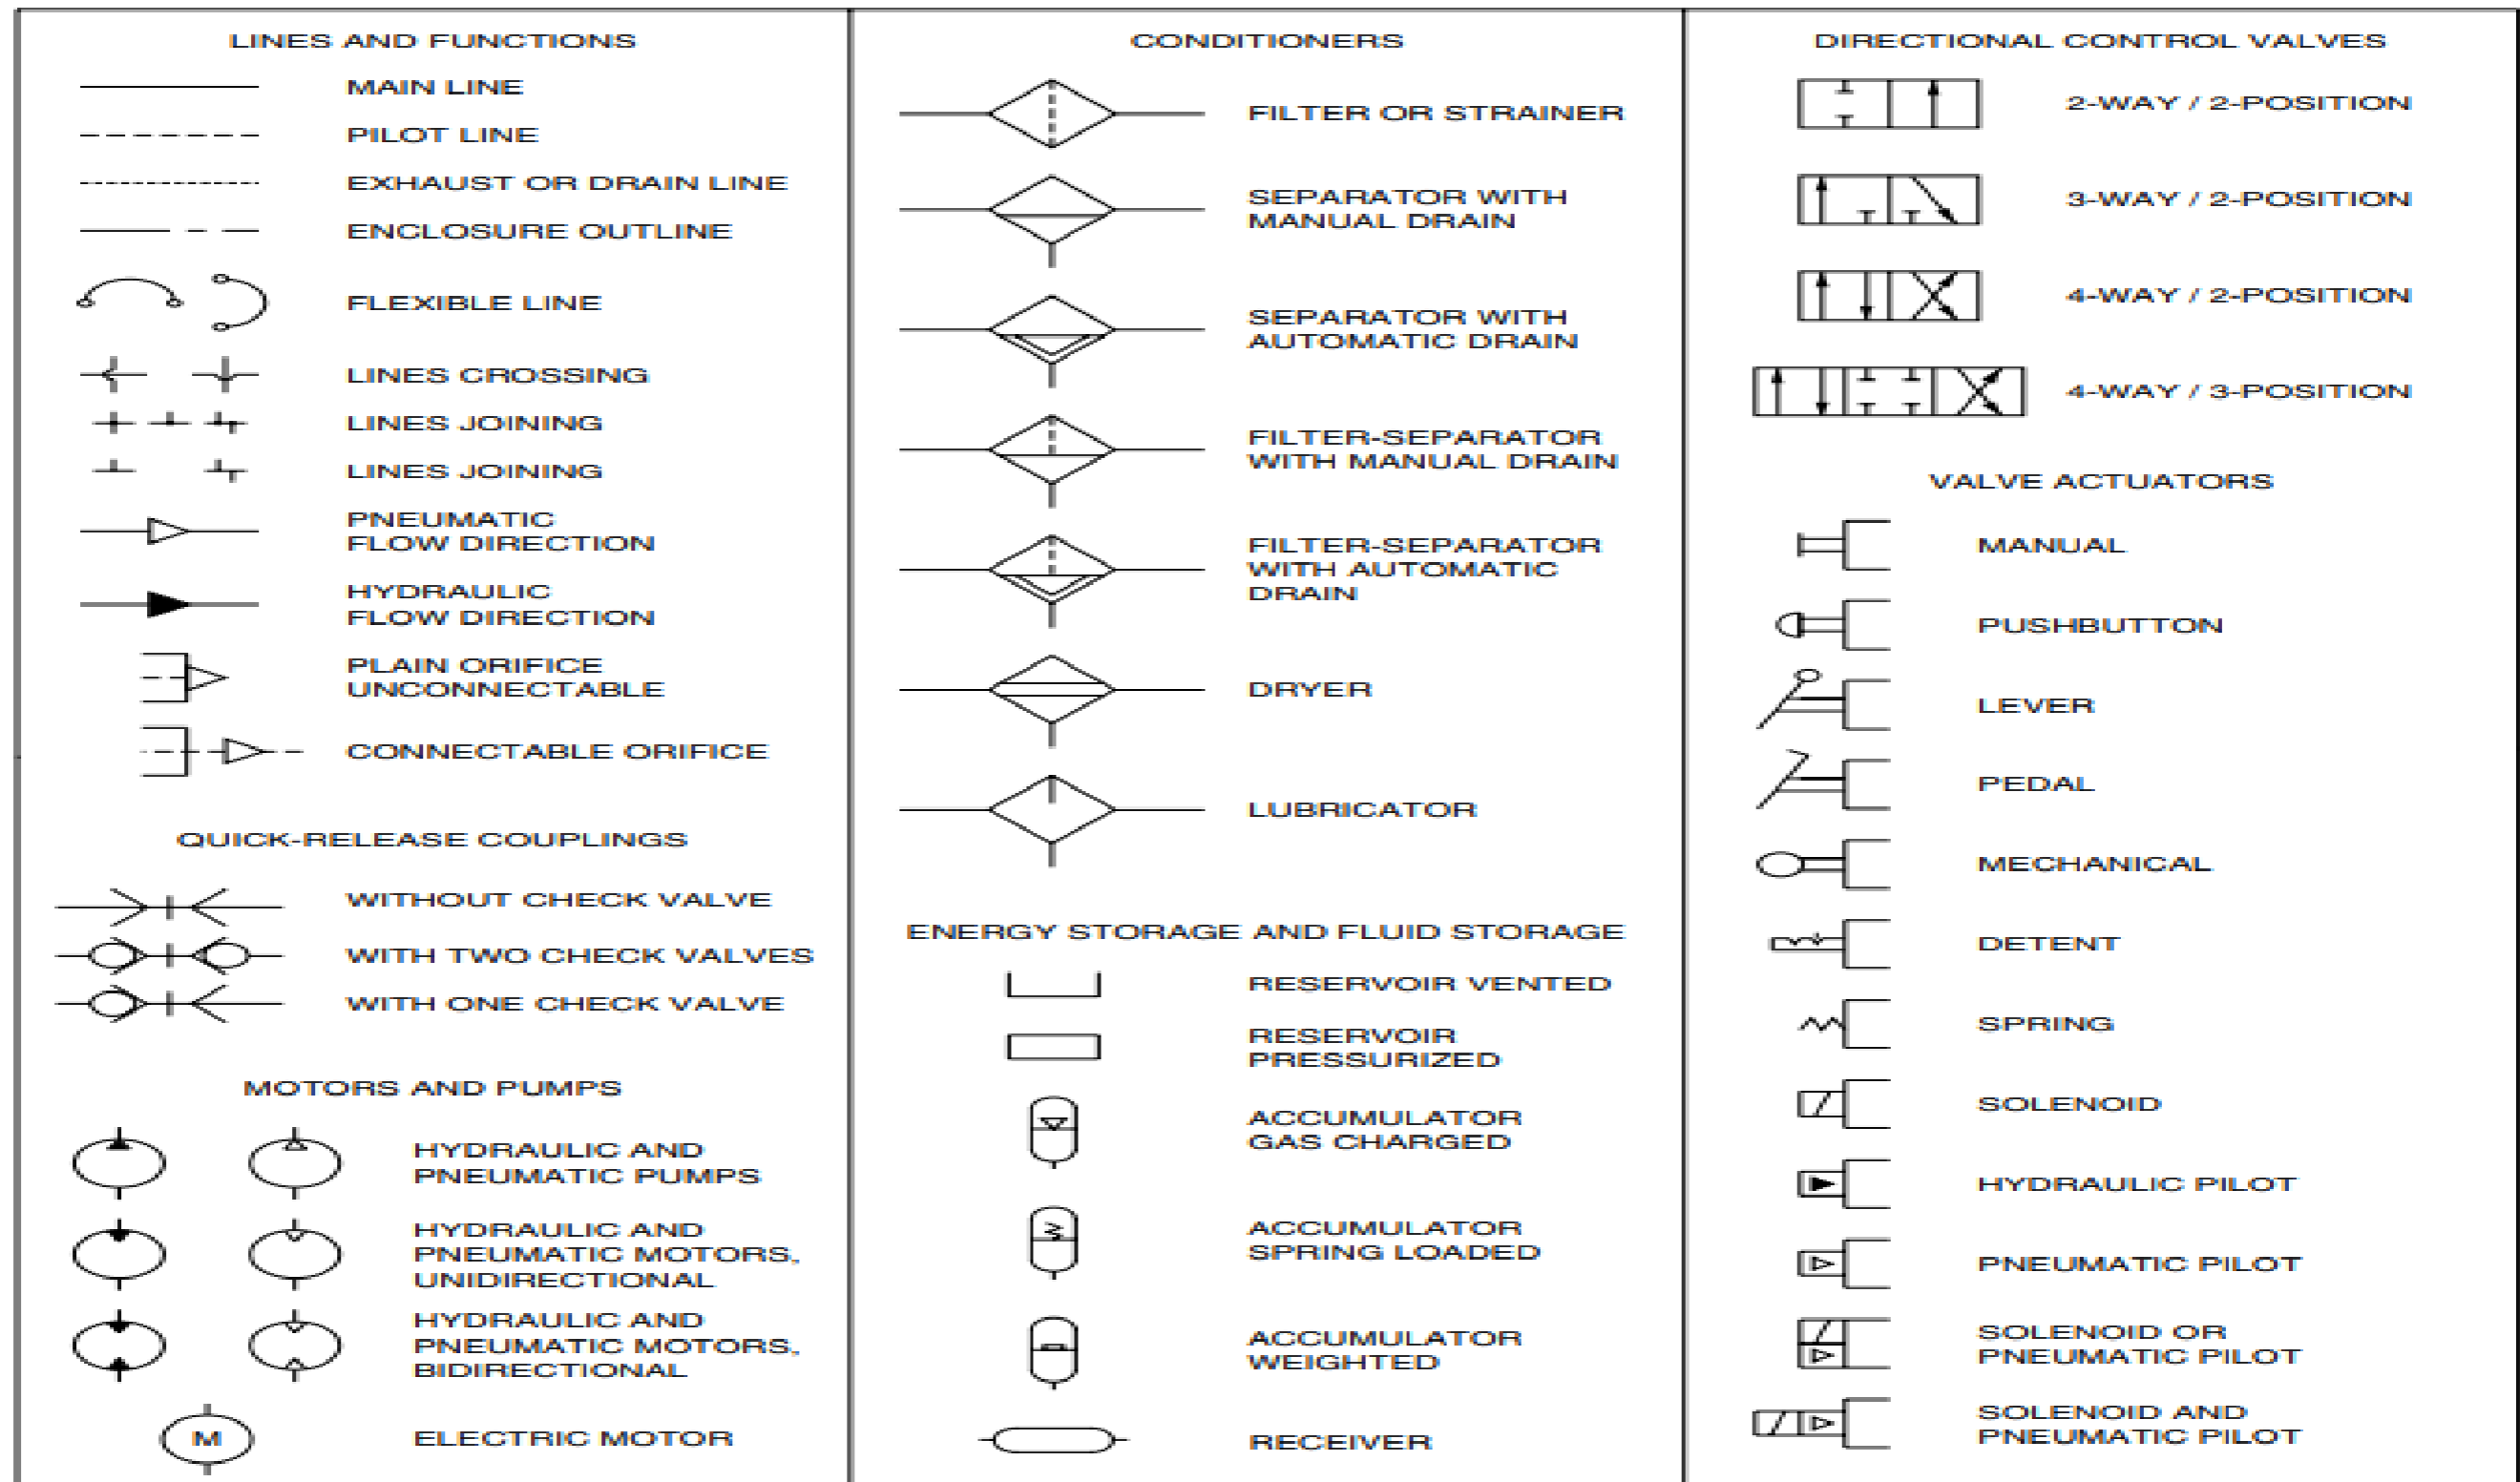 LINES AND FUNCTIONS
MAIN LINE
PILOT LINE
EXHAUST OR DRAIN LINE
ENCLOSURE OUTLINE
FLEXIBLE LINE
LINES CROSSING
LINES JOINING
LINES JOINING
PNEUMATIC
FLOW DIRECTION
HYDRAULIC
FLOW DIRECTION
PLAIN ORIFICE
UNCONNECTABLE
CONNECTABLE ORIFICE
QUICK-RELEASE COUPLINGS
WITHOUT CHECK VALVE
WITH TWO CHECK VALVES
WITH ONE CHECK VALVE
MOTORS AND PUMPS
HYDRAULIC AND
PNEUMATIC PUMPS
HYDRAULIC AND
PNEUMATIC MOTORS,
UNIDIRECTIONAL
HYDRAULIC AND
PNEUMATIC MOTORS,
BIDIRECTIONAL
M
ELECTRIC MOTOR
CONDITIONERS
FILTER OR STRAINER
SEPARATOR WITH
MANUAL DRAIN
SEPARATOR WITH
AUTOMATIC DRAIN
FILTER-SEPARATOR
WITH MANUAL DRAIN
FILTER-SEPARATOR
WITH AUTOMATIC
DRAIN
DRYER
LUBRICATOR
ENERGY STORAGE AND FLUID STORAGE
RESERVOIR VENTED
RESERVOIR
PRESSURIZED
ACCUMULATOR
GAS CHARGED
ACCUMULATOR
SPRING LOADED
ACCUMULATOR
WEIGHTED
RECEIVER
DIRECTIONAL CONTROL VALVES
2-WAY / 2-POSITION
3-WAY / 2-POSITION
4-WAY / 2-POSITION
4-WAY / 3-POSITION
VALVE ACTUATORS
MANUAL
PUSHBUTTON
LEVER
PEDAL
MECHANICAL
DETENT
SPRING
SOLENOID
HYDRAULIC PILOT
PNEUMATIC PILOT
SOLENOID OR
PNEUMATIC PILOT
SOLENOID AND
PNEUMATIC PILOT